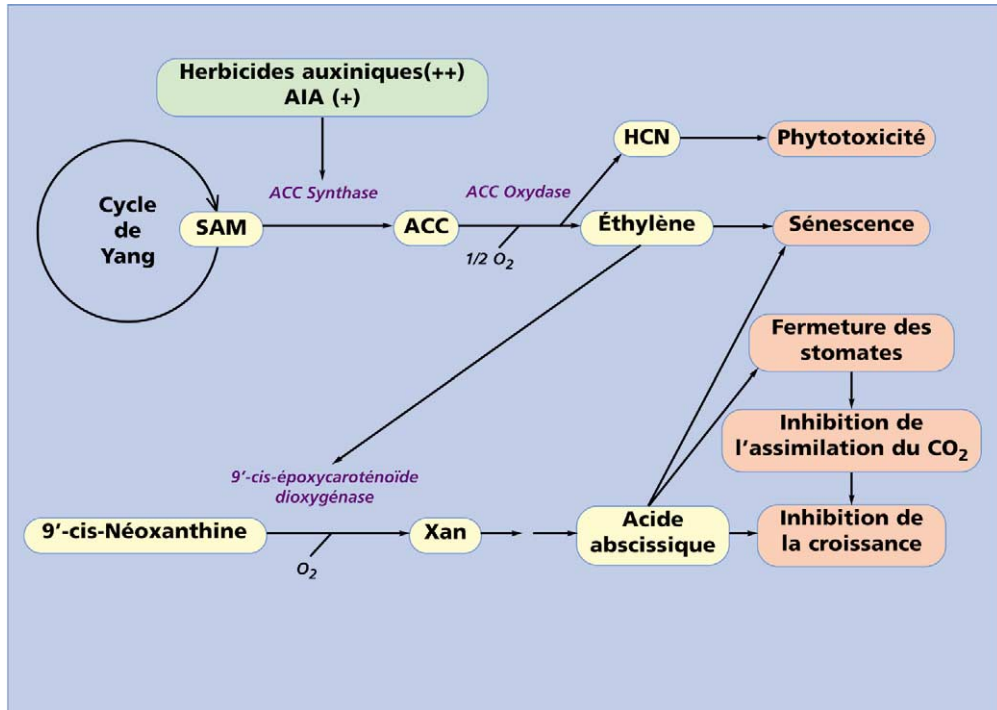 Herbicides auxiniques(++)
AIA (+)
HCN
Phytotoxicité
ACC Synthase
ACC Oxydase
Cycle
de
Yang
SAM
ACC
Éthylène
Sénescence
1/2 O₂
Fermeture des
stomates
Inhibition de
l'assimilation du CO₂
9'-cis-époxycaroténoïde
dioxygénase
9'-cis-Néoxanthine
Xan
Acide
abscissique
Inhibition de
la croissance
O₂